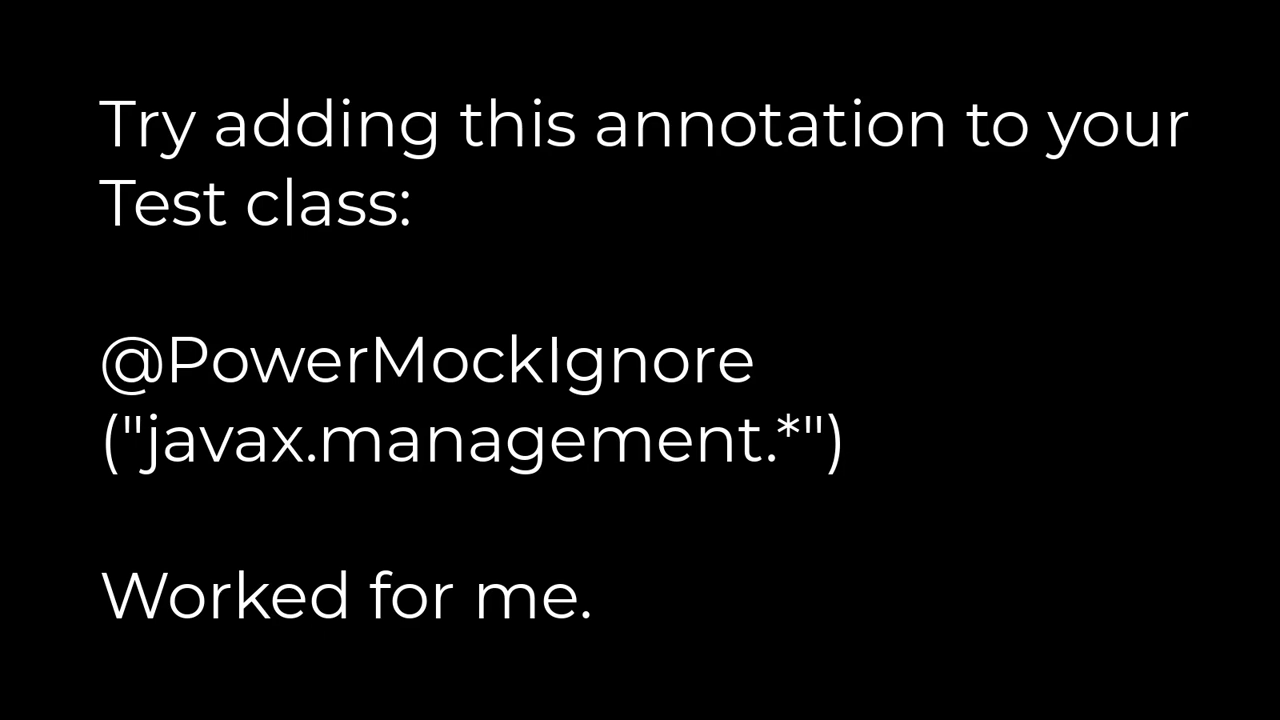 Try adding this annotation to your
Test class:
@PowerMockIgnore
("javax.management.*")
Worked for me.